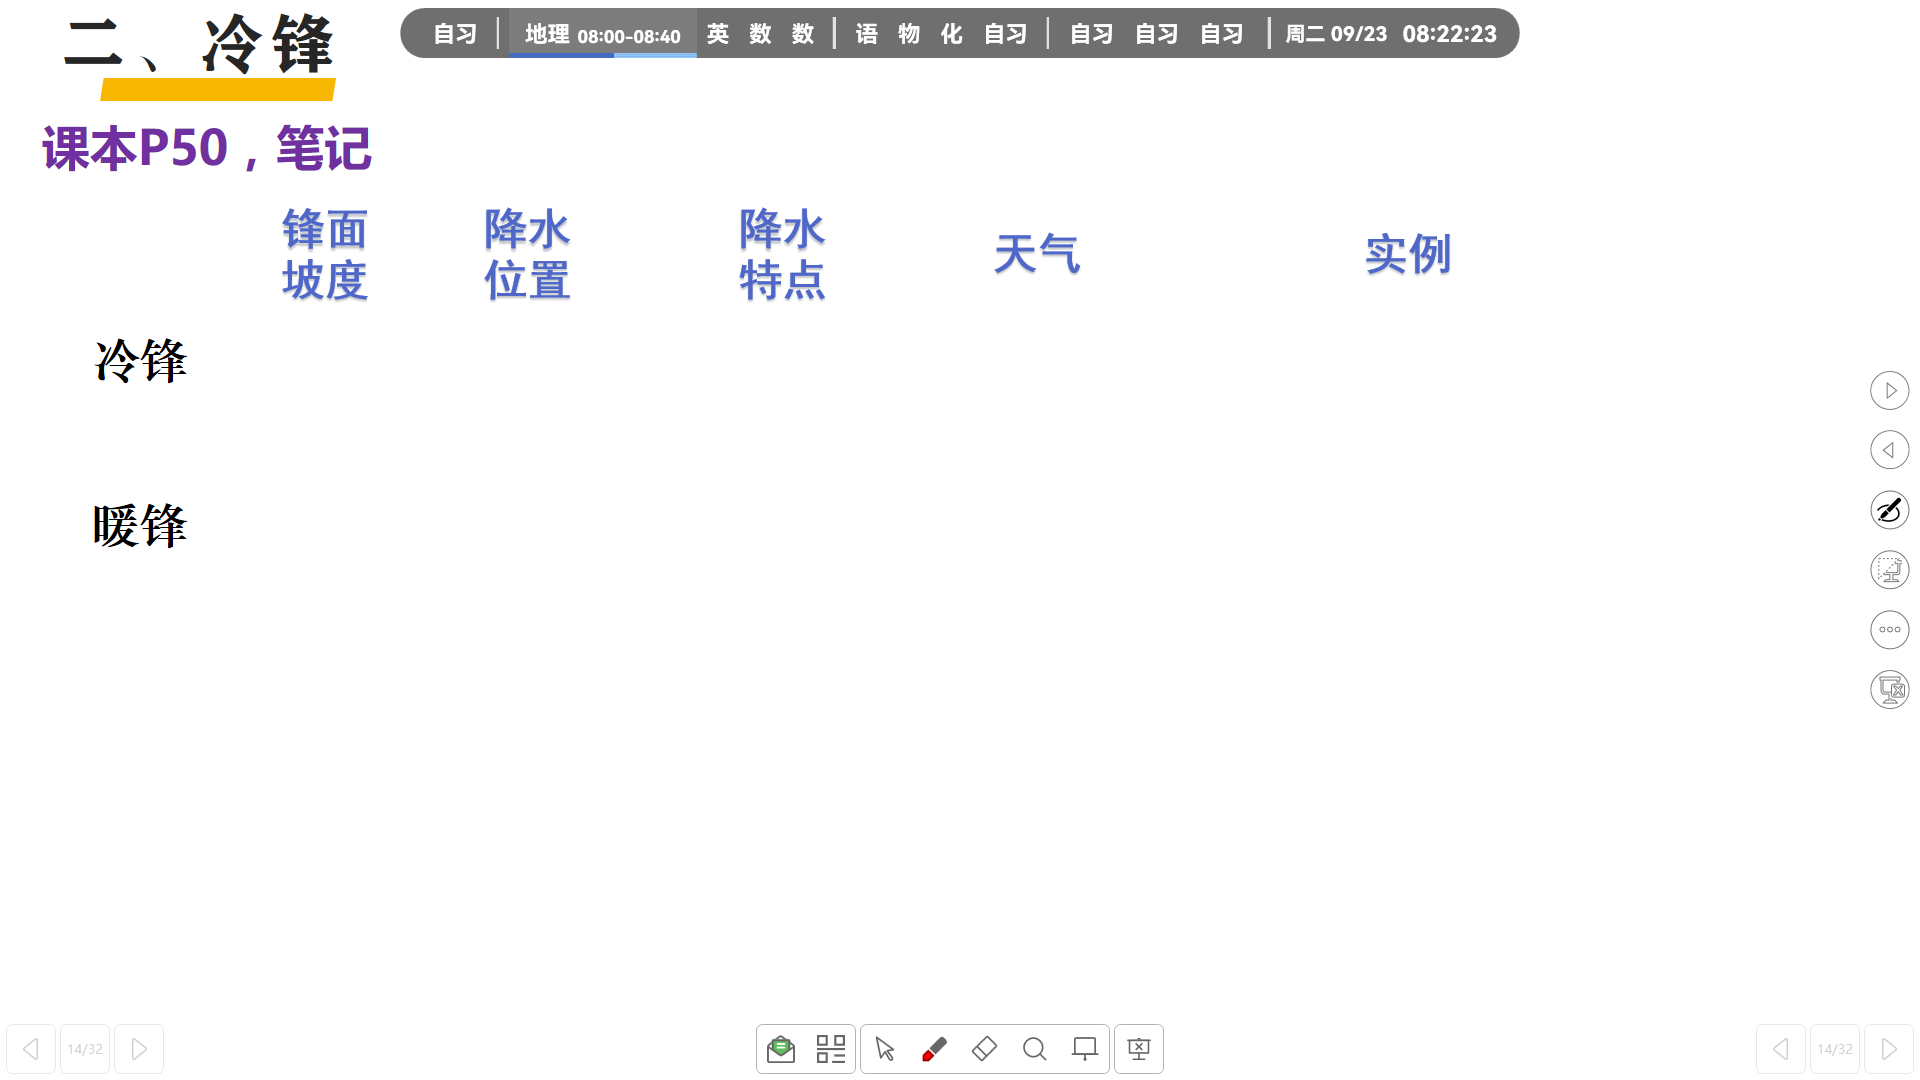 二、冷锋
自习 | 地理 08:00-08:40 英 数 数 | 语 物 化 自习 | 自习 自习 自习 | 周二 09/23 08:22:23
课本P50，笔记
锋面坡度 降水位置 降水特点 天气 实例
冷锋
暖锋
14/32 14/32